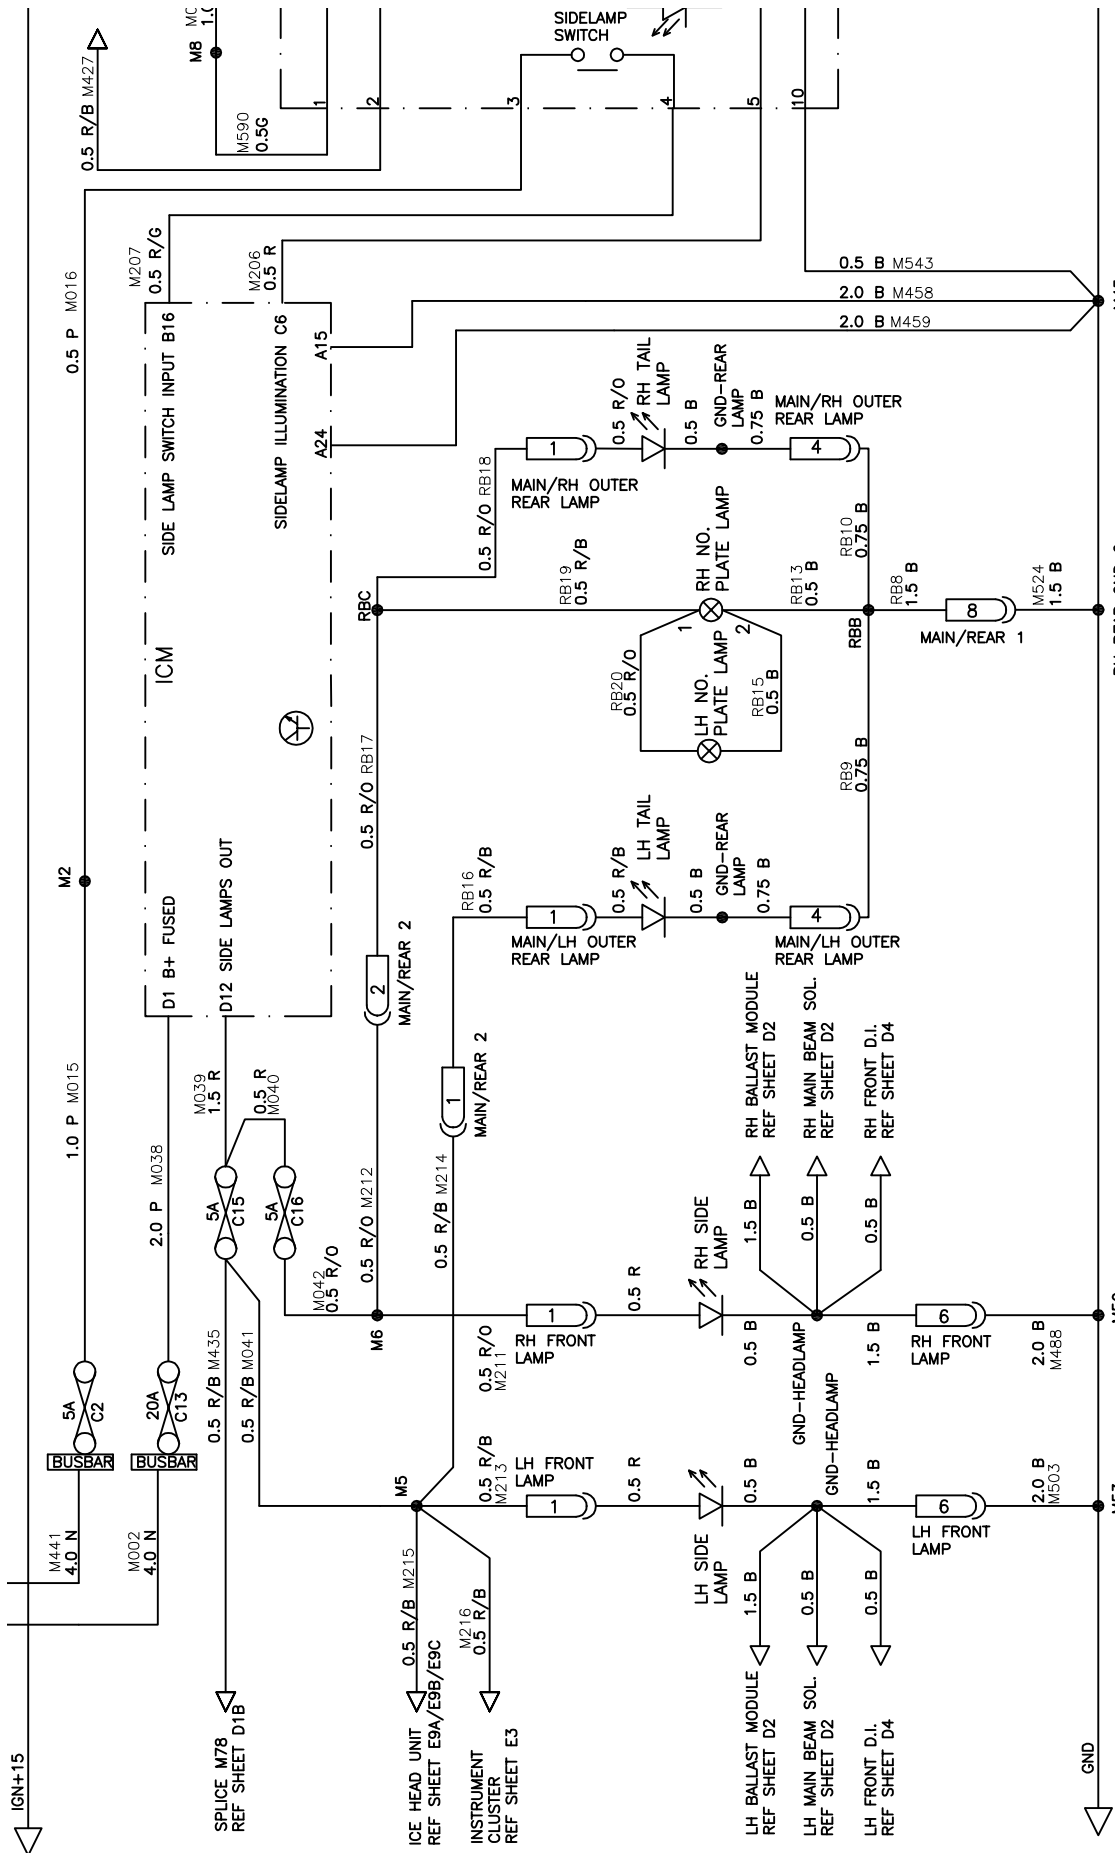 SIDELAMP
SWITCH
M8
0.5 R/B M427
M590
0.5G
1
2
3
4
5
10
0.5 P M016
M207
0.5 R/G
M206
0.5 R
0.5 B M543
2.0 B M458
2.0 B M459
SIDE LAMP SWITCH INPUT B16
SIDELAMP ILLUMINATION C6
A15
A24
ICM
D1 B+ FUSED
D12 SIDE LAMPS OUT
M2
1.0 P M015
2.0 P M038
M039
1.5 R
0.5 R
M040
5A
C15
5A
C16
5A
C2
20A
C13
BUSBAR
BUSBAR
M441
4.0 N
M002
4.0 N
0.5 R/B M435
0.5 R/B M041
M042
0.5 R/O
M6
0.5 R/O M212
0.5 R/B M214
2
MAIN/REAR 2
1
MAIN/REAR 2
0.5 R/O RB17
RBC
0.5 R/O RB18
1
MAIN/RH OUTER
REAR LAMP
0.5 R/O
RH TAIL
LAMP
0.5 B
GND-REAR
LAMP
0.75 B
MAIN/RH OUTER
REAR LAMP
4
RB10
0.75 B
RB19
0.5 R/B
RH NO.
PLATE LAMP
1
2
RB13
0.5 B
RB8
1.5 B
RBB
8
MAIN/REAR 1
M524
1.5 B
RB20
0.5 R/O
LH NO.
PLATE LAMP
RB15
0.5 B
RB9
0.75 B
RB16
0.5 R/B
1
MAIN/LH OUTER
REAR LAMP
0.5 R/B
LH TAIL
LAMP
0.5 B
GND-REAR
LAMP
0.75 B
4
MAIN/LH OUTER
REAR LAMP
RH BALLAST MODULE
REF SHEET D2
RH MAIN BEAM SOL.
REF SHEET D2
RH FRONT D.I.
REF SHEET D4
1.5 B
0.5 B
0.5 B
0.5 R/O
M211
1
RH FRONT
LAMP
0.5 R
RH SIDE
LAMP
0.5 B
GND-HEADLAMP
1.5 B
6
RH FRONT
LAMP
2.0 B
M488
M5
0.5 R/B
M213
LH FRONT
LAMP
1
0.5 R
LH SIDE
LAMP
0.5 B
GND-HEADLAMP
1.5 B
6
LH FRONT
LAMP
2.0 B
M503
0.5 R/B M215
M216
0.5 R/B
1.5 B
0.5 B
0.5 B
IGN+15
SPLICE M78
REF SHEET D1B
ICE HEAD UNIT
REF SHEET E9A/E9B/E9C
INSTRUMENT
CLUSTER
REF SHEET E3
LH BALLAST MODULE
REF SHEET D2
LH MAIN BEAM SOL.
REF SHEET D2
LH FRONT D.I.
REF SHEET D4
GND